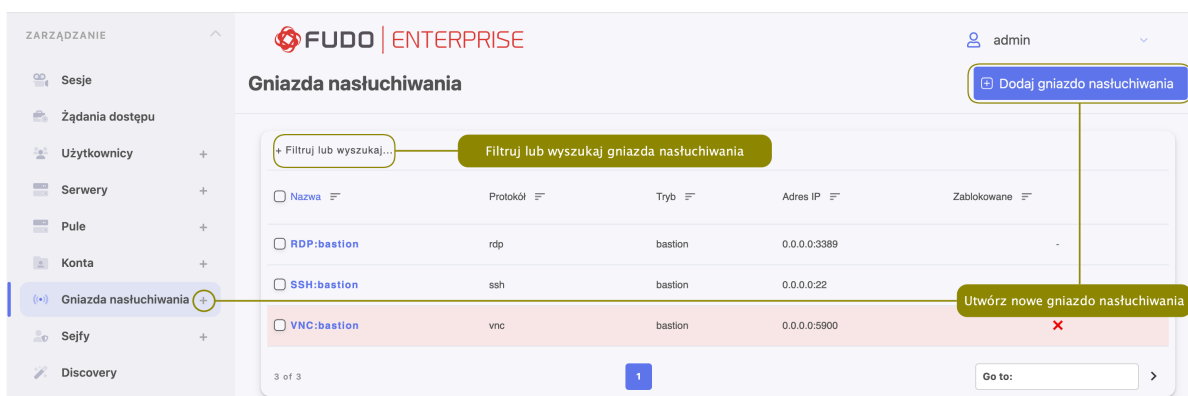 ZARZĄDZANIE
Sesje
Żądania dostępu
Użytkownicy +
Serwery +
Pule +
Konta +
Gniazda nasłuchiwania +
Sejfy +
Discovery
FUDO | ENTERPRISE
admin
Gniazda nasłuchiwania
Dodaj gniazdo nasłuchiwania
+ Filtruj lub wyszukaj...
Filtruj lub wyszukaj gniazda nasłuchiwania
Nazwa Protokół Tryb Adres IP Zablokowane
RDP:bastion rdp bastion 0.0.0.0:3389 -
SSH:bastion ssh bastion 0.0.0.0:22
Utwórz nowe gniazdo nasłuchiwania
VNC:bastion vnc bastion 0.0.0.0:5900
3 of 3 1 Go to: